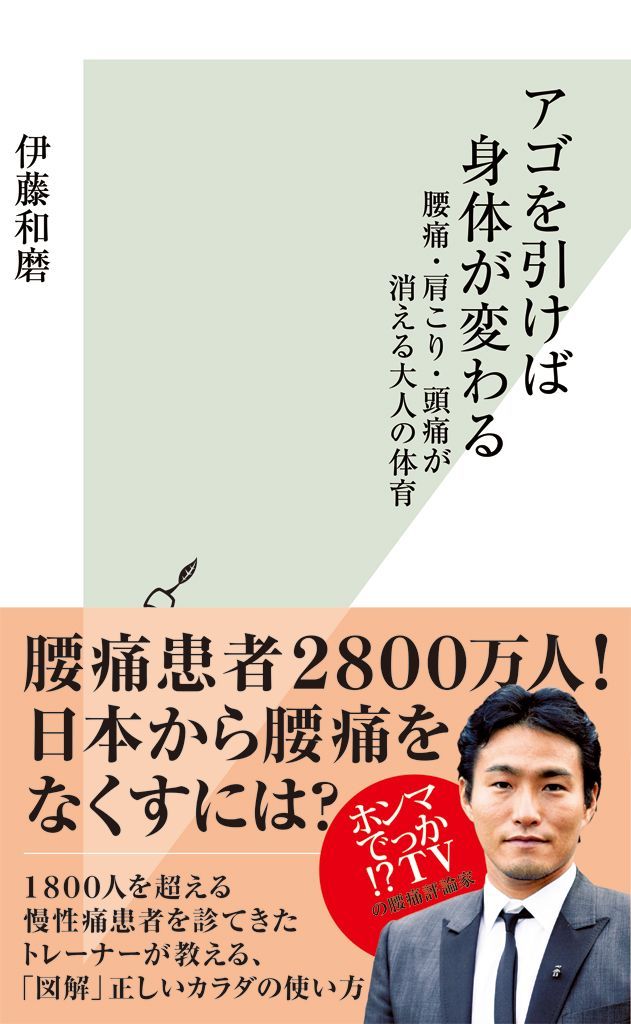 アゴを引けば
身体が変わる
腰痛・肩こり・頭痛が
消える大人の体育
伊藤和磨
腰痛患者2800万人!
日本から腰痛を
なくすには?
ホンマ
でっか
!?TV
の腰痛評論家
1800人を超える
慢性痛患者を診てきた
トレーナーが教える、
「図解」正しいカラダの使い方